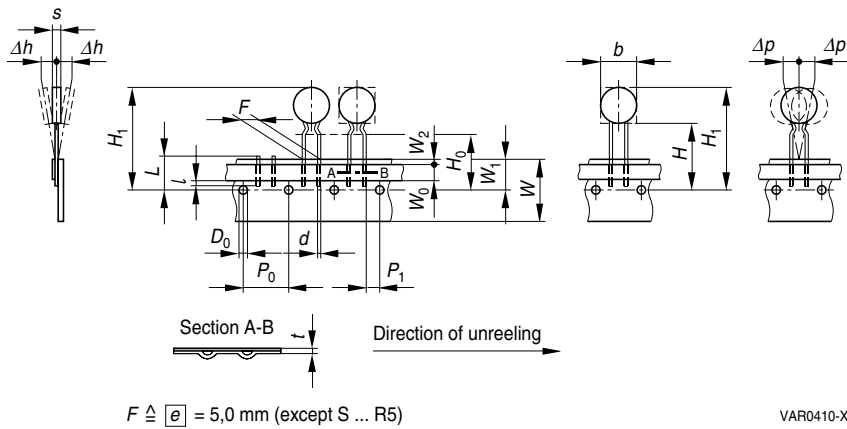 s
Δh Δh
b
Δp Δp
H₁
L
l
F
W₂
H₀
W₁
W₀
W
A B
H
H₁
H₁
D₀
d
P₀
P₁
Section A-B
t
Direction of unreeling
F ≙ e = 5,0 mm (except S ... R5)
VAR0410-X